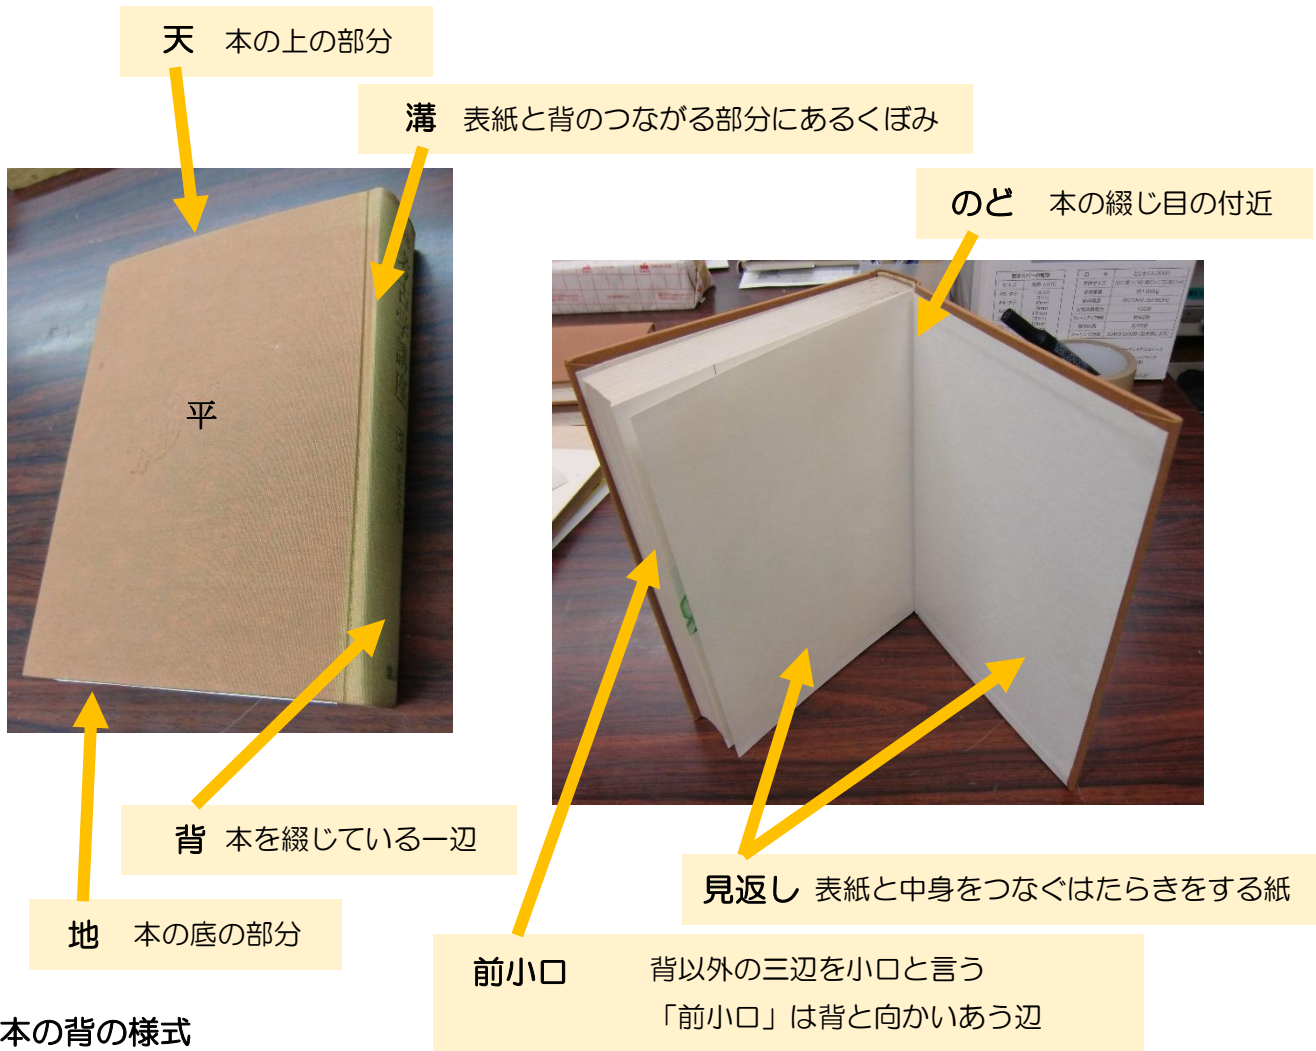 天　本の上の部分
溝　表紙と背のつながる部分にあるくぼみ
のど　本の綴じ目の付近
平
背　本を綴じている一辺
見返し　表紙と中身をつなぐはたらきをする紙
地　本の底の部分
前小口　背以外の三辺を小口と言う
「前小口」は背と向かいあう辺
本の背の様式